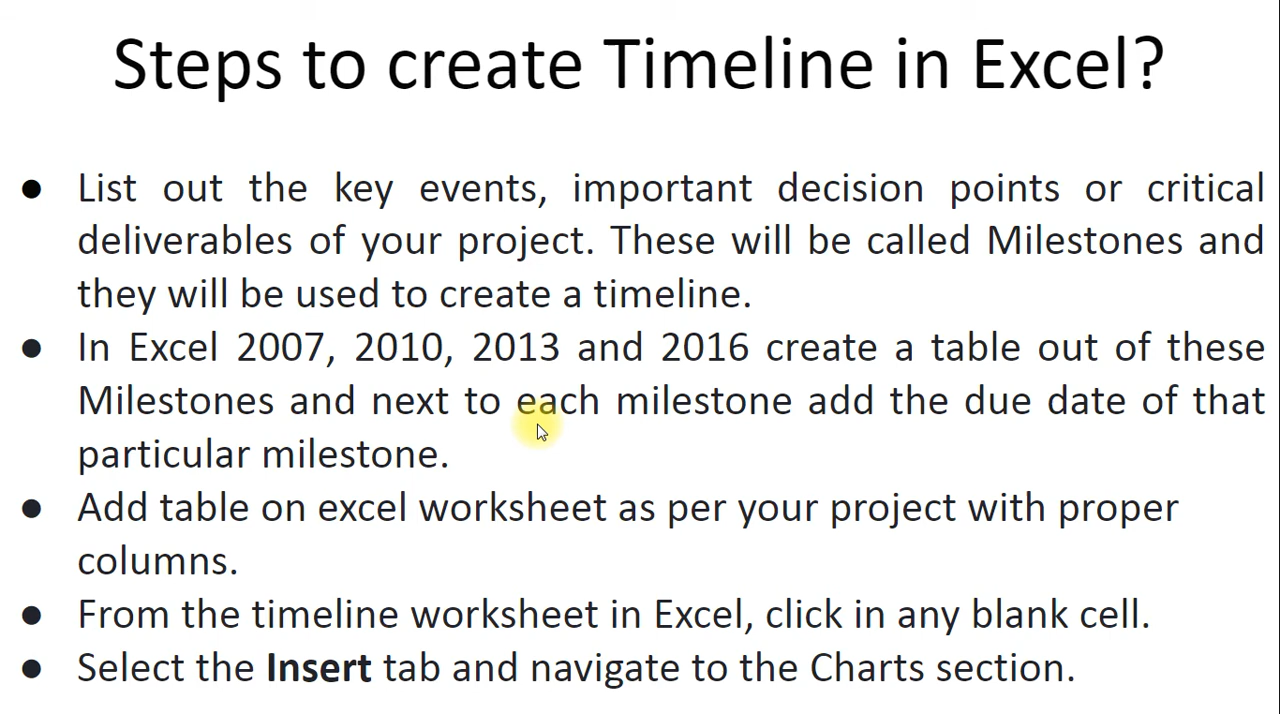 Steps to create Timeline in Excel?
● List out the key events, important decision points or critical
deliverables of your project. These will be called Milestones and
they will be used to create a timeline.
● In Excel 2007, 2010, 2013 and 2016 create a table out of these
Milestones and next to each milestone add the due date of that
particular milestone.
● Add table on excel worksheet as per your project with proper
columns.
● From the timeline worksheet in Excel, click in any blank cell.
● Select the Insert tab and navigate to the Charts section.